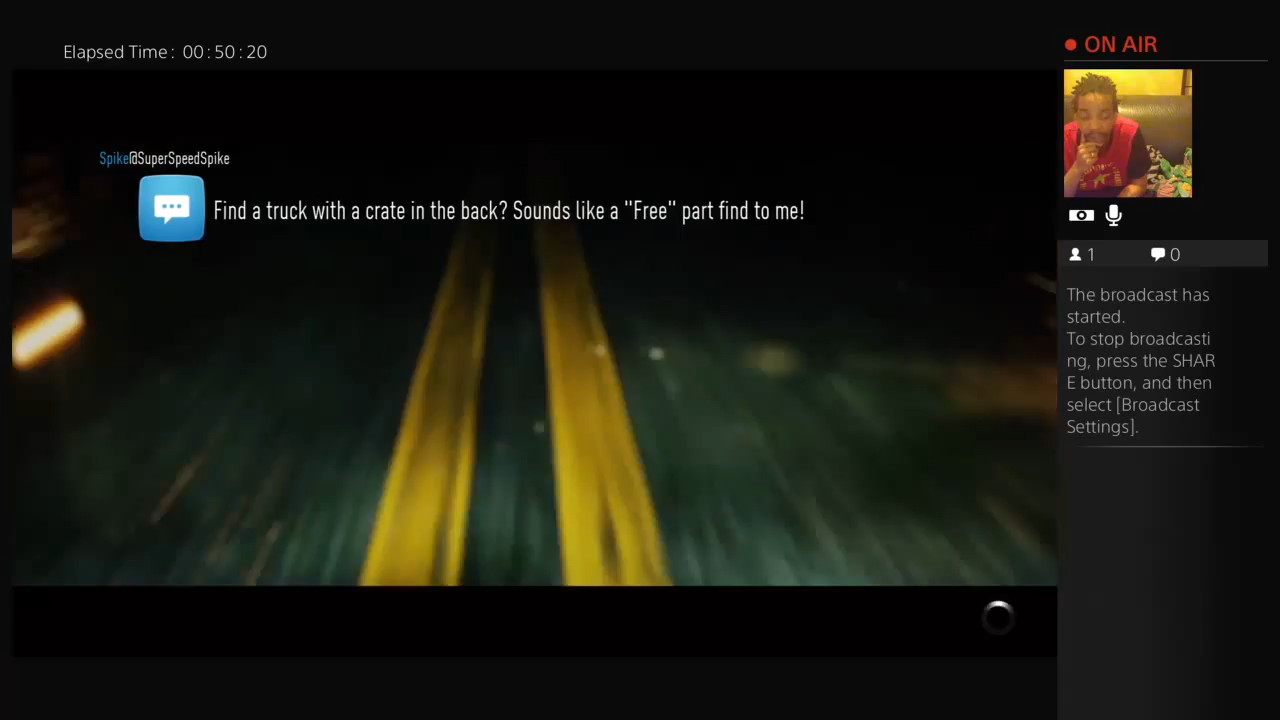 Elapsed Time: 00:50:20
ON AIR
Spike@SuperSpeedSpike
Find a truck with a crate in the back? Sounds like a "Free" part find to me!
1
0
The broadcast has
started.
To stop broadcasti
ng, press the SHAR
E button, and then
select [Broadcast
Settings].